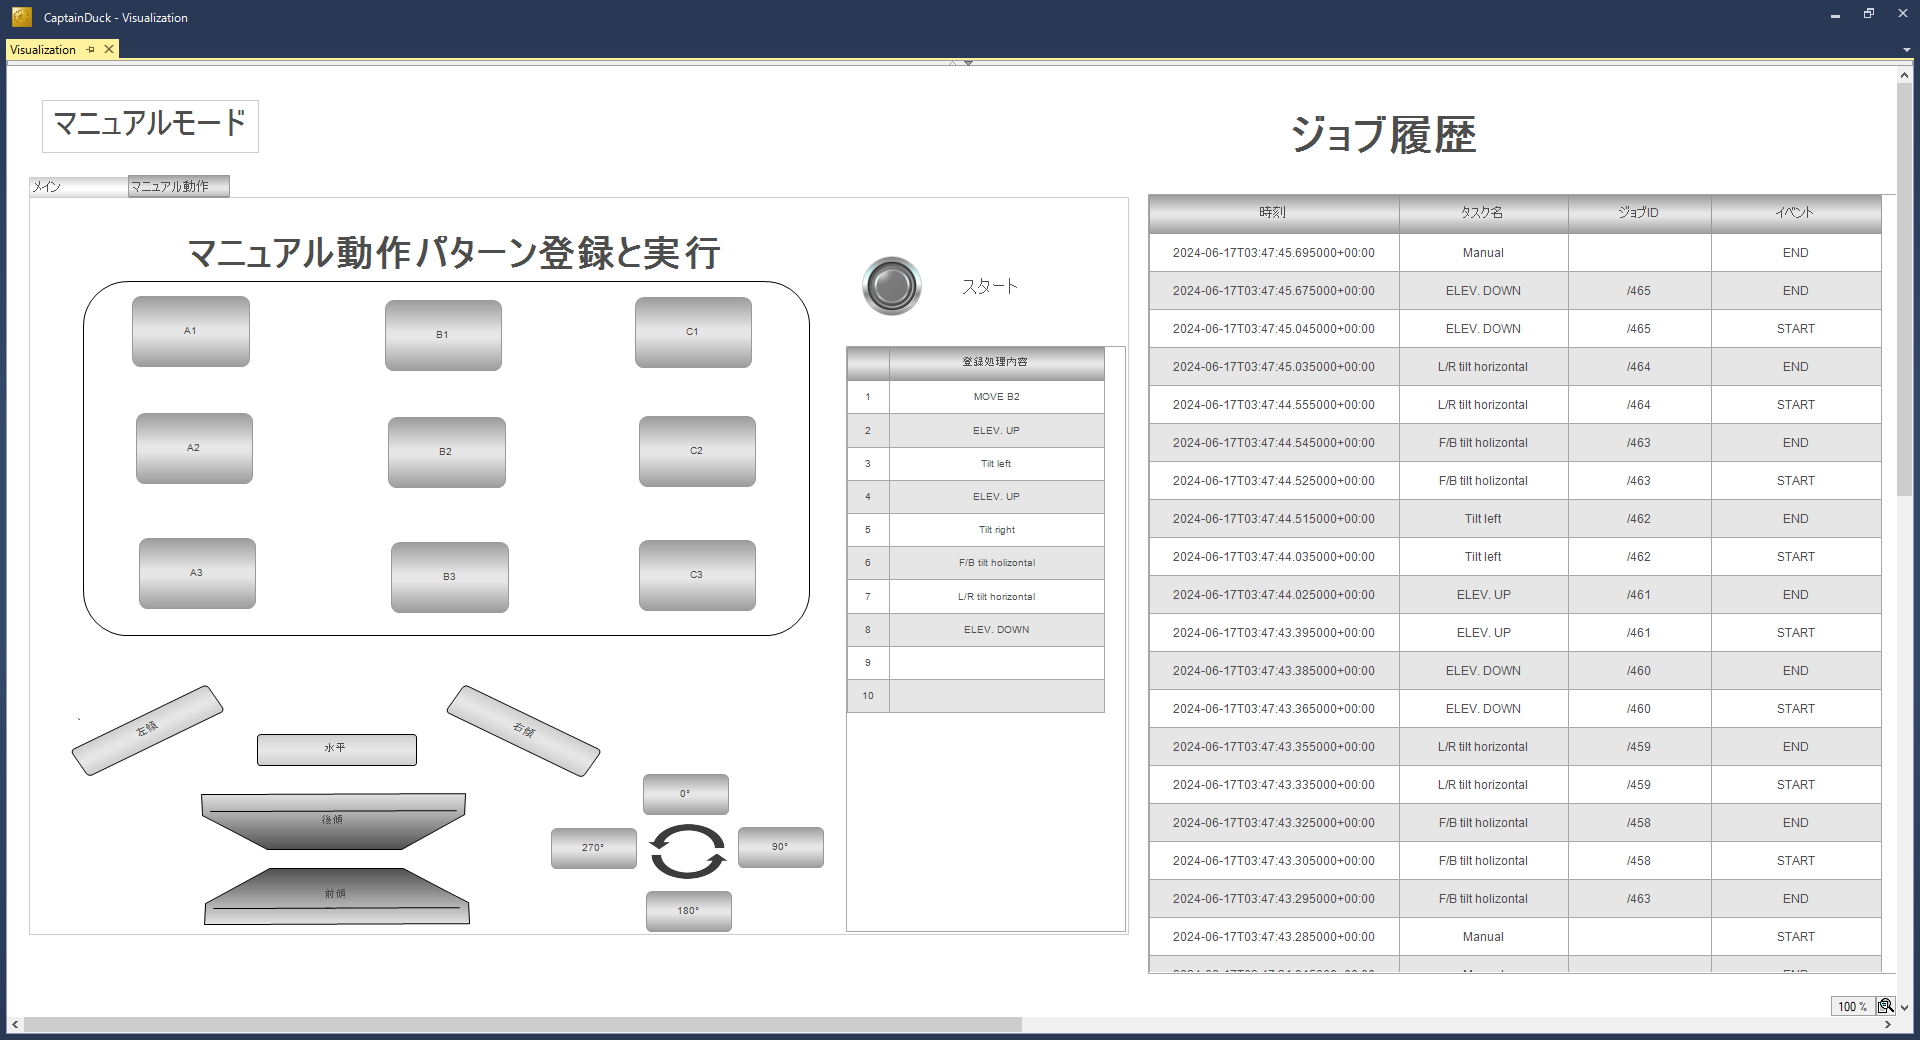 CaptainDuck - Visualization
Visualization
マニュアルモード
メイン
マニュアル動作
マニュアル動作パターン登録と実行
A1
B1
C1
A2
B2
C2
A3
B3
C3
左傾
水平
右傾
後傾
前傾
0°
270°
90°
180°
スタート
登録処理内容
1 MOVE B2
2 ELEV. UP
3 Tilt left
4 ELEV. UP
5 Tilt right
6 F/B tilt holizontal
7 L/R tilt horizontal
8 ELEV. DOWN
9
10
ジョブ履歴
時刻 タスク名 ジョブID イベント
2024-06-17T03:47:45.695000+00:00 Manual END
2024-06-17T03:47:45.675000+00:00 ELEV. DOWN /465 END
2024-06-17T03:47:45.045000+00:00 ELEV. DOWN /465 START
2024-06-17T03:47:45.035000+00:00 L/R tilt horizontal /464 END
2024-06-17T03:47:44.555000+00:00 L/R tilt horizontal /464 START
2024-06-17T03:47:44.545000+00:00 F/B tilt holizontal /463 END
2024-06-17T03:47:44.525000+00:00 F/B tilt holizontal /463 START
2024-06-17T03:47:44.515000+00:00 Tilt left /462 END
2024-06-17T03:47:44.035000+00:00 Tilt left /462 START
2024-06-17T03:47:44.025000+00:00 ELEV. UP /461 END
2024-06-17T03:47:43.395000+00:00 ELEV. UP /461 START
2024-06-17T03:47:43.385000+00:00 ELEV. DOWN /460 END
2024-06-17T03:47:43.365000+00:00 ELEV. DOWN /460 START
2024-06-17T03:47:43.355000+00:00 L/R tilt horizontal /459 END
2024-06-17T03:47:43.335000+00:00 L/R tilt horizontal /459 START
2024-06-17T03:47:43.325000+00:00 F/B tilt holizontal /458 END
2024-06-17T03:47:43.305000+00:00 F/B tilt holizontal /458 START
2024-06-17T03:47:43.295000+00:00 F/B tilt holizontal /463 END
2024-06-17T03:47:43.285000+00:00 Manual START
100 %